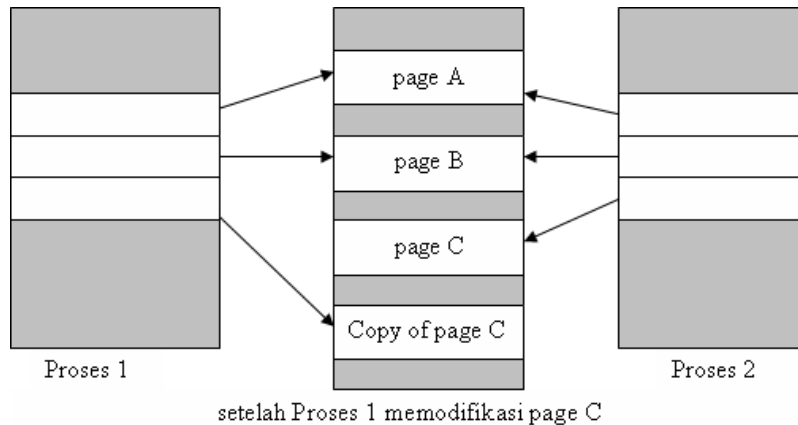 page A
page B
page C
Copy of page C
Proses 1
Proses 2
setelah Proses 1 memodifikasi page C